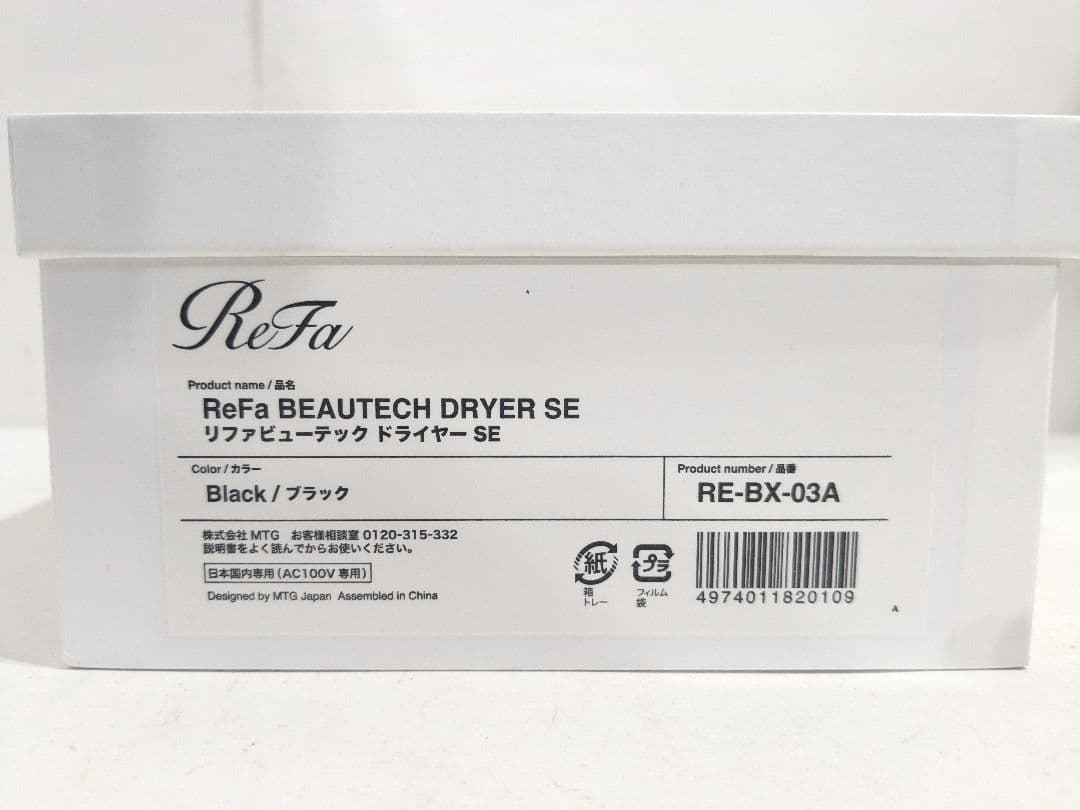 ReFa
Product name / 品名
ReFa BEAUTECH DRYER SE
リファビューテック ドライヤー SE
Color / カラー
Black / ブラック
Product number / 品番
RE-BX-03A
株式会社 MTG お客様相談室 0120-315-332
説明書をよく読んでからお使いください。
日本国内専用(AC100V 専用)
Designed by MTG Japan Assembled in China
紙
箱
トレー
プラ
フィルム
袋
4974011820109
A